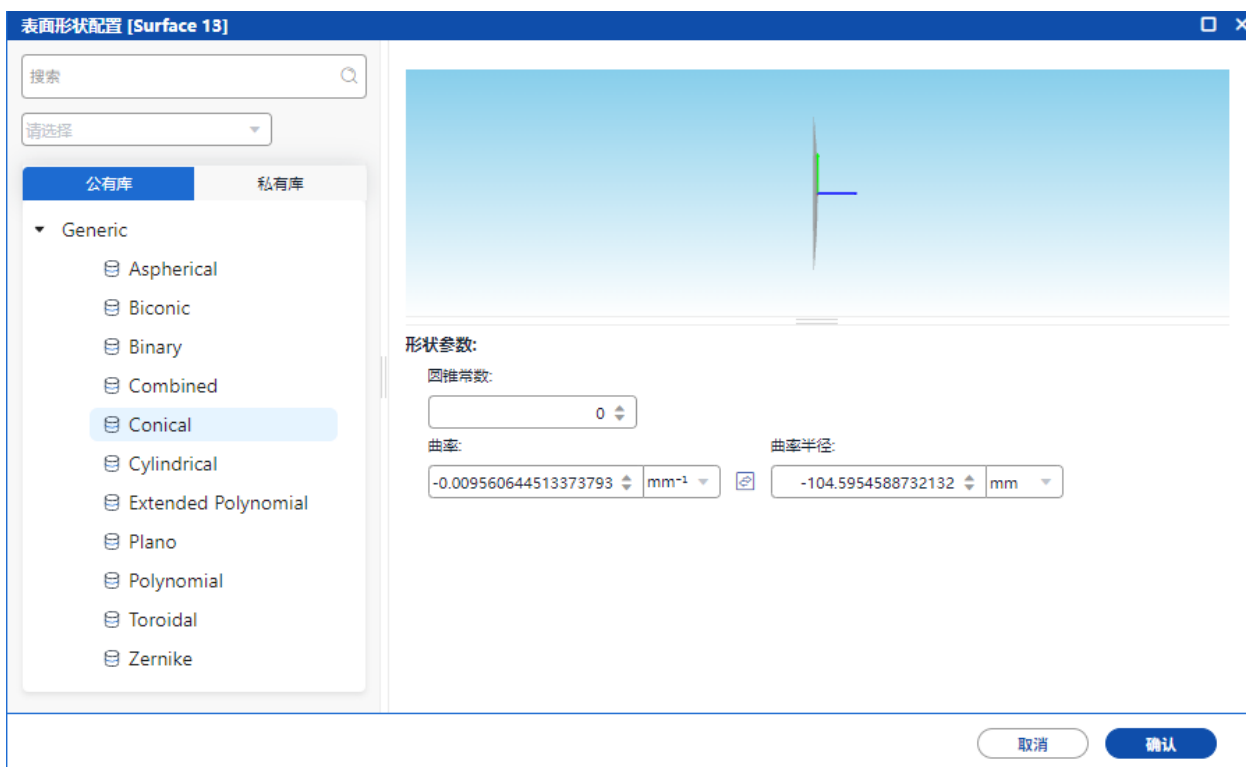 表面形状配置 [Surface 13]
搜索
请选择
公有库
私有库
Generic
Aspherical
Biconic
Binary
Combined
Conical
Cylindrical
Extended Polynomial
Plano
Polynomial
Toroidal
Zernike
形状参数:
圆锥常数:
0
曲率:
曲率半径:
-0.009560644513373793 mm⁻¹
-104.5954588732132 mm
取消
确认